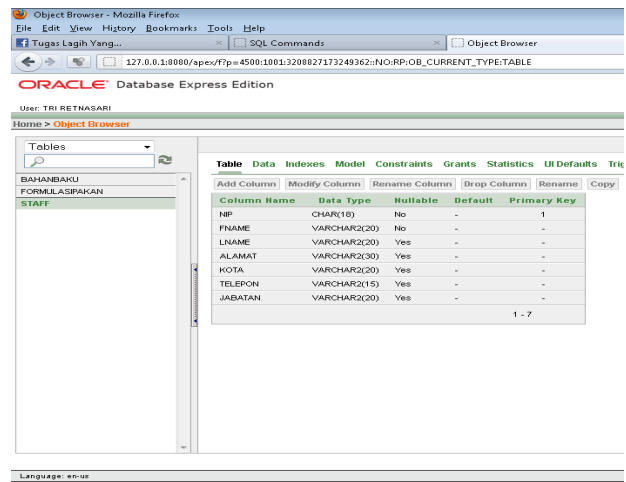 Object Browser - Mozilla Firefox
File Edit View History Bookmarks Tools Help
Tugas Lagih Yang... × SQL Commands × Object Browser
127.0.0.1:8080/apex/f?p=4500:1001:3208827173249362::NO:RP:OB_CURRENT_TYPE:TABLE
ORACLE Database Express Edition
User: TRI RETNASARI
Home > Object Browser
Tables
Table Data Indexes Model Constraints Grants Statistics UI Defaults Trig
BAHANBAKU
FORMULASIPAKAN
STAFF
Add Column Modify Column Rename Column Drop Column Rename Copy
Column Name Data Type Nullable Default Primary Key
NIP CHAR(18) No - 1
FNAME VARCHAR2(20) No - -
LNAME VARCHAR2(20) Yes - -
ALAMAT VARCHAR2(30) Yes - -
KOTA VARCHAR2(20) Yes - -
TELEPON VARCHAR2(15) Yes - -
JABATAN VARCHAR2(20) Yes - -
1 - 7
Language: en-us